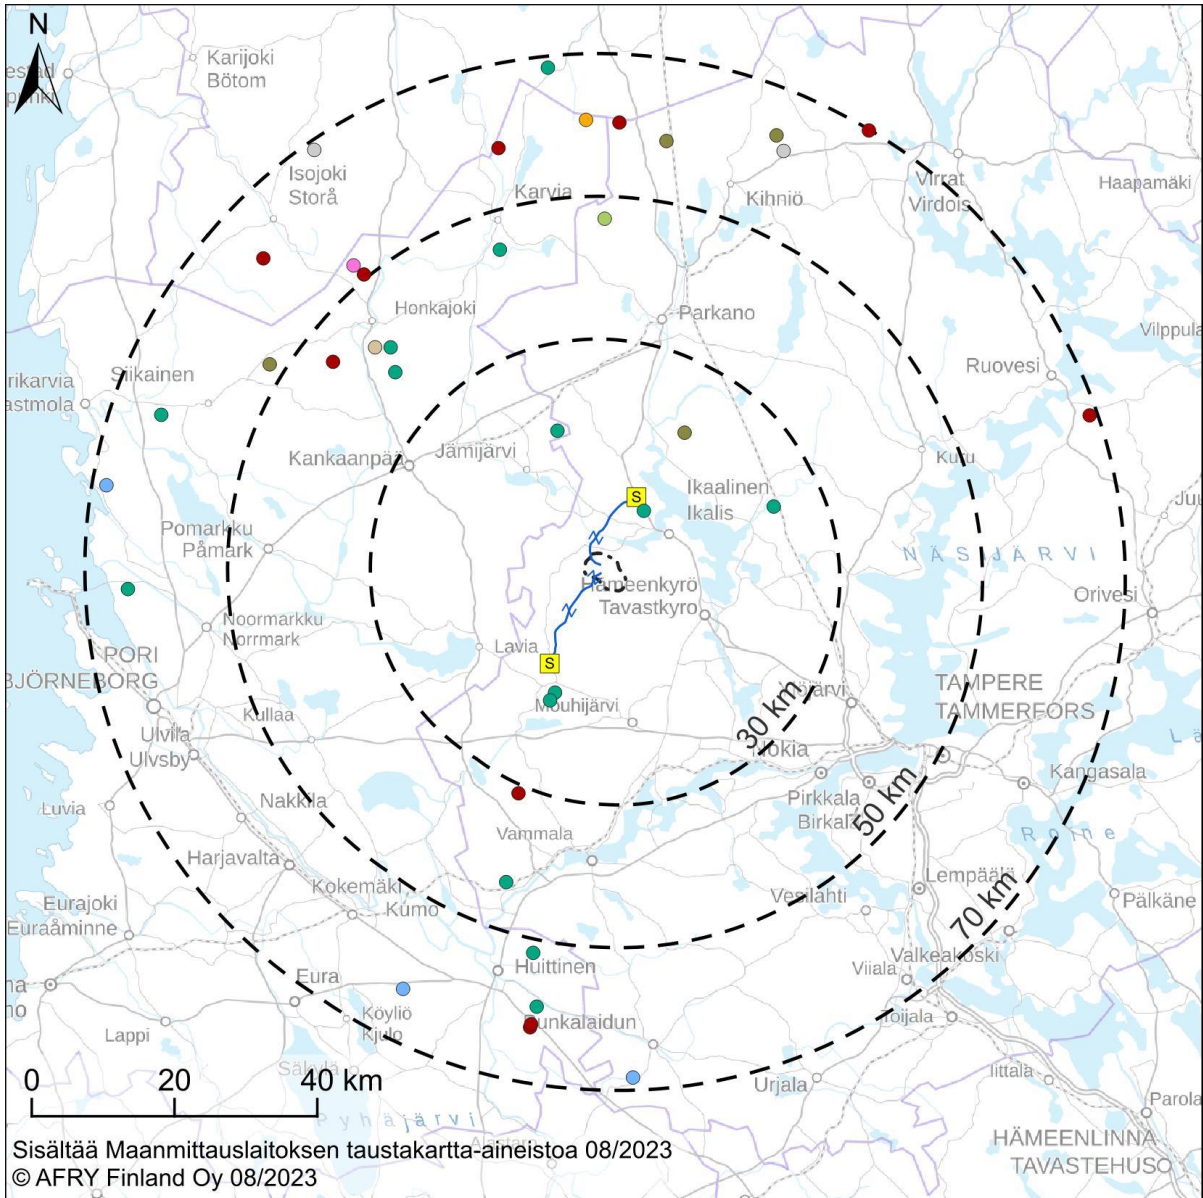 N
Karijoki
Bötom
Isojoki
Storå
Karvia
Kihniö
Virrat
Virdois
Haapamäki
Honkajoki
Parkano
Vilppula
Ruovesi
Siikainen
Kankaanpää
Jämijärvi
Kuru
Ikaalinen
Ikalis
S
Pomarkku
Påmark
NÄSIJÄRVI
Hämeenkyrö
Tavastkyro
Orivesi
Noormarkku
Norrmark
PORI
BJÖRNEBORG
Lavia
S
Mouhijärvi
TAMPERE
TAMMERFORS
Kullaa
Ulvila
Ulvsby
30 km
Nokia
Kangasala
Pirkkala
Birkala
Luvia
Nakkila
50 km
Roine
Vammala
Harjavalta
Kokemäki
Kumo
Vesilahti
Lempäälä
Pälkäne
Eurajoki
Euraåminne
70 km
Valkeakoski
Huittinen
Viiala
Eura
Köyliö
Kjulo
Punkalaidun
Toijala
Lappi
Säkylä
Urjala
Iittala
Parola
0 20 40 km
Pyhäjärvi
Alastaro
HÄMEENLINNA
TAVASTEHUS
Sisältää Maanmittauslaitoksen taustakartta-aineistoa 08/2023
© AFRY Finland Oy 08/2023